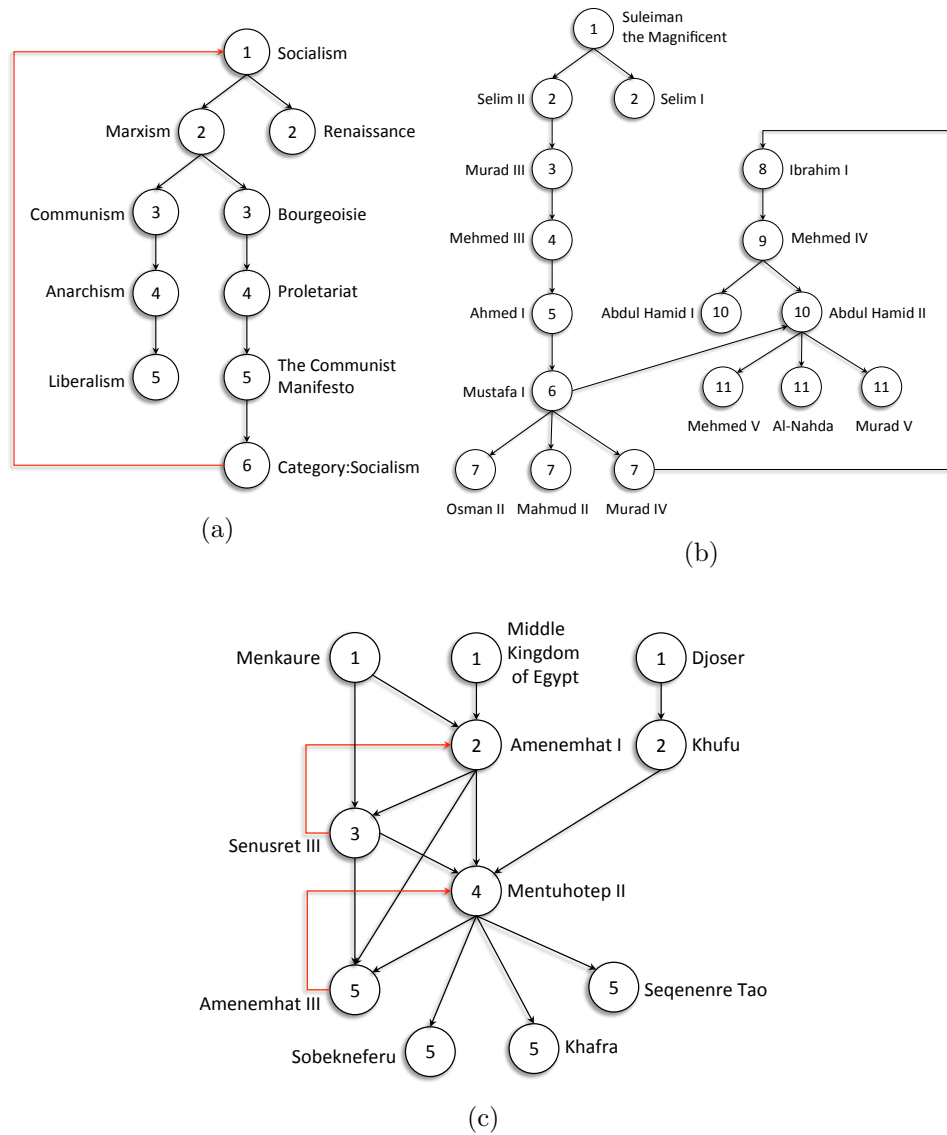 1
Socialism
Marxism
2
2
Renaissance
Communism
3
3
Bourgeoisie
Anarchism
4
4
Proletariat
Liberalism
5
5
The Communist
Manifesto
6
Category:Socialism
(a)
1
Suleiman
the Magnificent
Selim II
2
2
Selim I
Murad III
3
8
Ibrahim I
Mehmed III
4
9
Mehmed IV
Ahmed I
5
Abdul Hamid I
10
10
Abdul Hamid II
Mustafa I
6
11
11
11
Mehmed V
Al-Nahda
Murad V
7
7
7
Osman II
Mahmud II
Murad IV
(b)
Menkaure
1
1
Middle
Kingdom
of Egypt
1
Djoser
2
Amenemhat I
2
Khufu
Senusret III
3
4
Mentuhotep II
Amenemhat III
5
5
Seqenenre Tao
Sobekneferu
5
5
Khafra
(c)